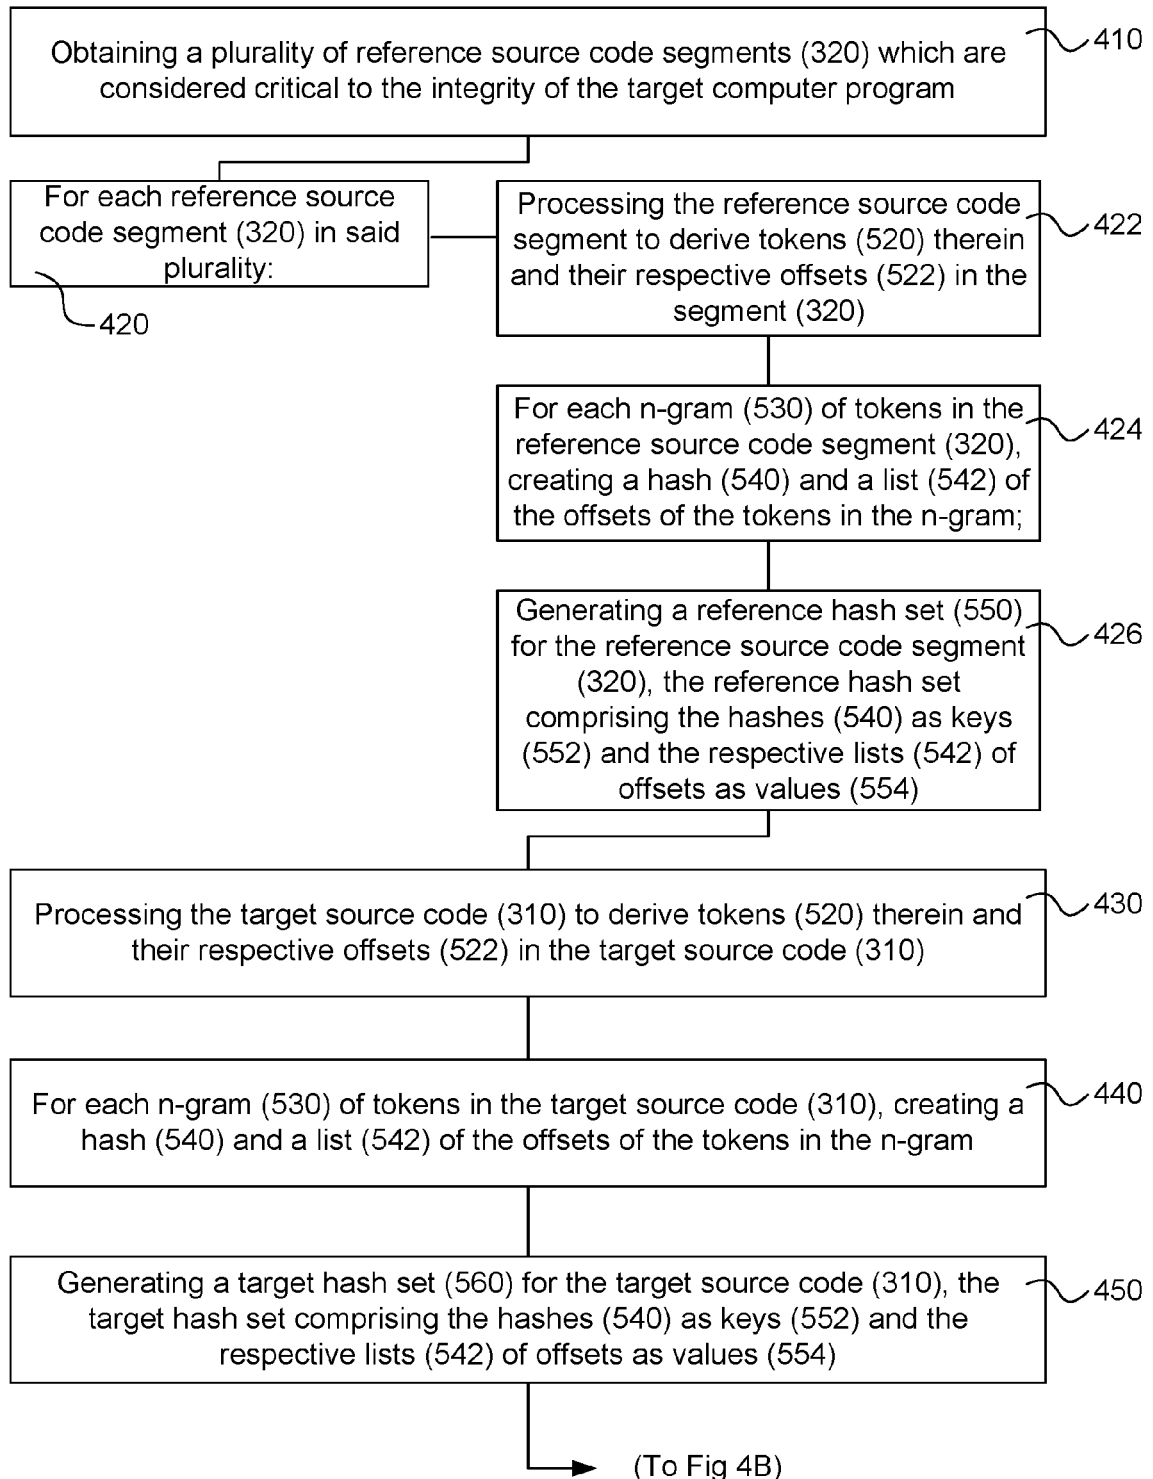 Obtaining a plurality of reference source code segments (320) which are
considered critical to the integrity of the target computer program
410
For each reference source
code segment (320) in said
plurality:
420
Processing the reference source code
segment to derive tokens (520) therein
and their respective offsets (522) in the
segment (320)
422
For each n-gram (530) of tokens in the
reference source code segment (320),
creating a hash (540) and a list (542) of
the offsets of the tokens in the n-gram;
424
Generating a reference hash set (550)
for the reference source code segment
(320), the reference hash set
comprising the hashes (540) as keys
(552) and the respective lists (542) of
offsets as values (554)
426
Processing the target source code (310) to derive tokens (520) therein and
their respective offsets (522) in the target source code (310)
430
For each n-gram (530) of tokens in the target source code (310), creating a
hash (540) and a list (542) of the offsets of the tokens in the n-gram
440
Generating a target hash set (560) for the target source code (310), the
target hash set comprising the hashes (540) as keys (552) and the
respective lists (542) of offsets as values (554)
450
(To Fig 4B)